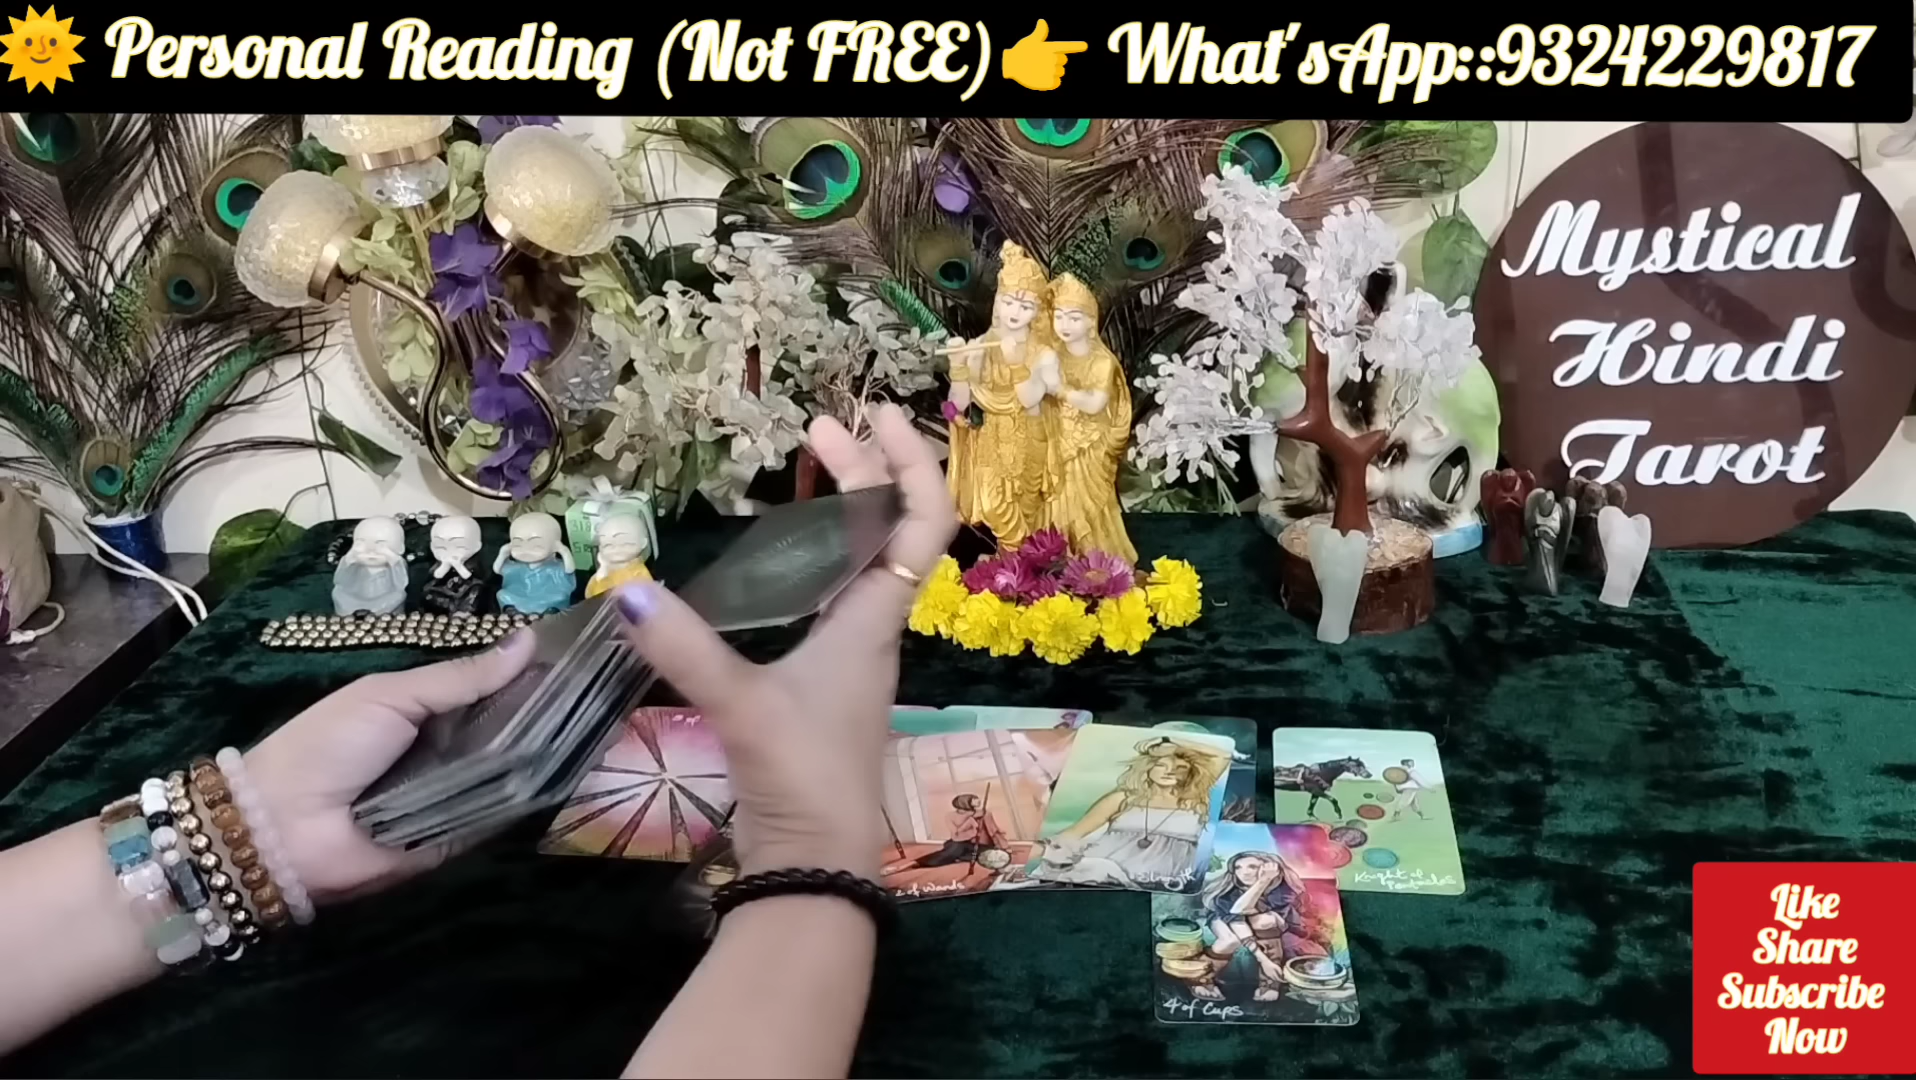 Personal Reading (Not FREE) What'sApp::9324229817
Mystical
Hindi
Tarot
2 of Wands
Strength
Knight of
Pentacles
4 of Cups
Like
Share
Subscribe
Now